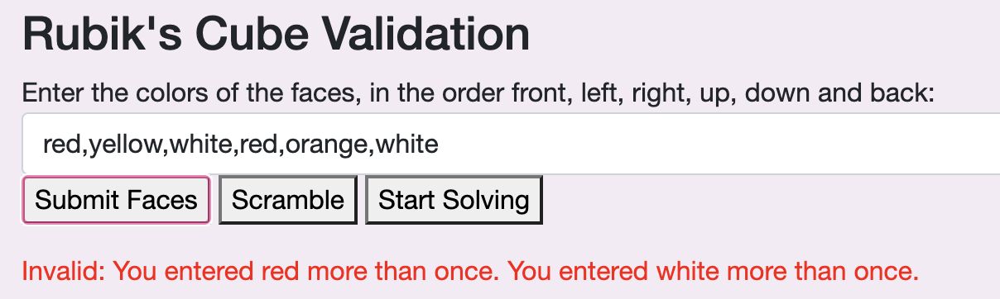 Rubik's Cube Validation
Enter the colors of the faces, in the order front, left, right, up, down and back:
red,yellow,white,red,orange,white
Submit Faces Scramble Start Solving
Invalid: You entered red more than once. You entered white more than once.